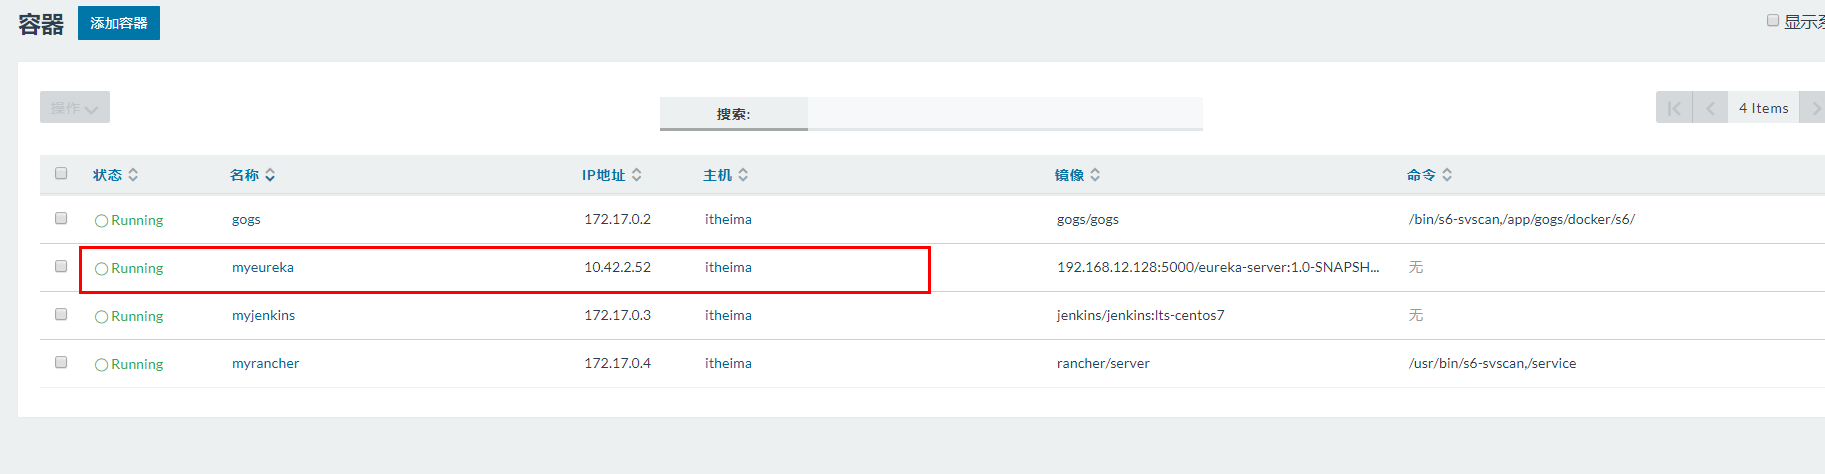 容器 添加容器 显示系
操作
搜索: 4 Items
状态 名称 IP地址 主机 镜像 命令
Running gogs 172.17.0.2 itheima gogs/gogs /bin/s6-svscan,/app/gogs/docker/s6/
Running myeureka 10.42.2.52 itheima 192.168.12.128:5000/eureka-server:1.0-SNAPSH... 无
Running myjenkins 172.17.0.3 itheima jenkins/jenkins:lts-centos7 无
Running myrancher 172.17.0.4 itheima rancher/server /usr/bin/s6-svscan,/service